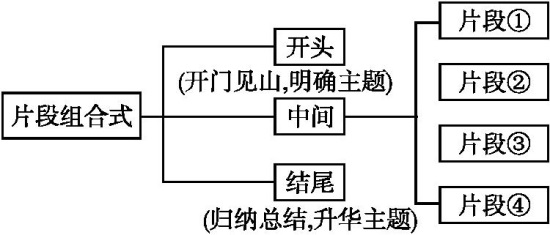 片段组合式
开头
(开门见山,明确主题)
中间
结尾
(归纳总结,升华主题)
片段①
片段②
片段③
片段④